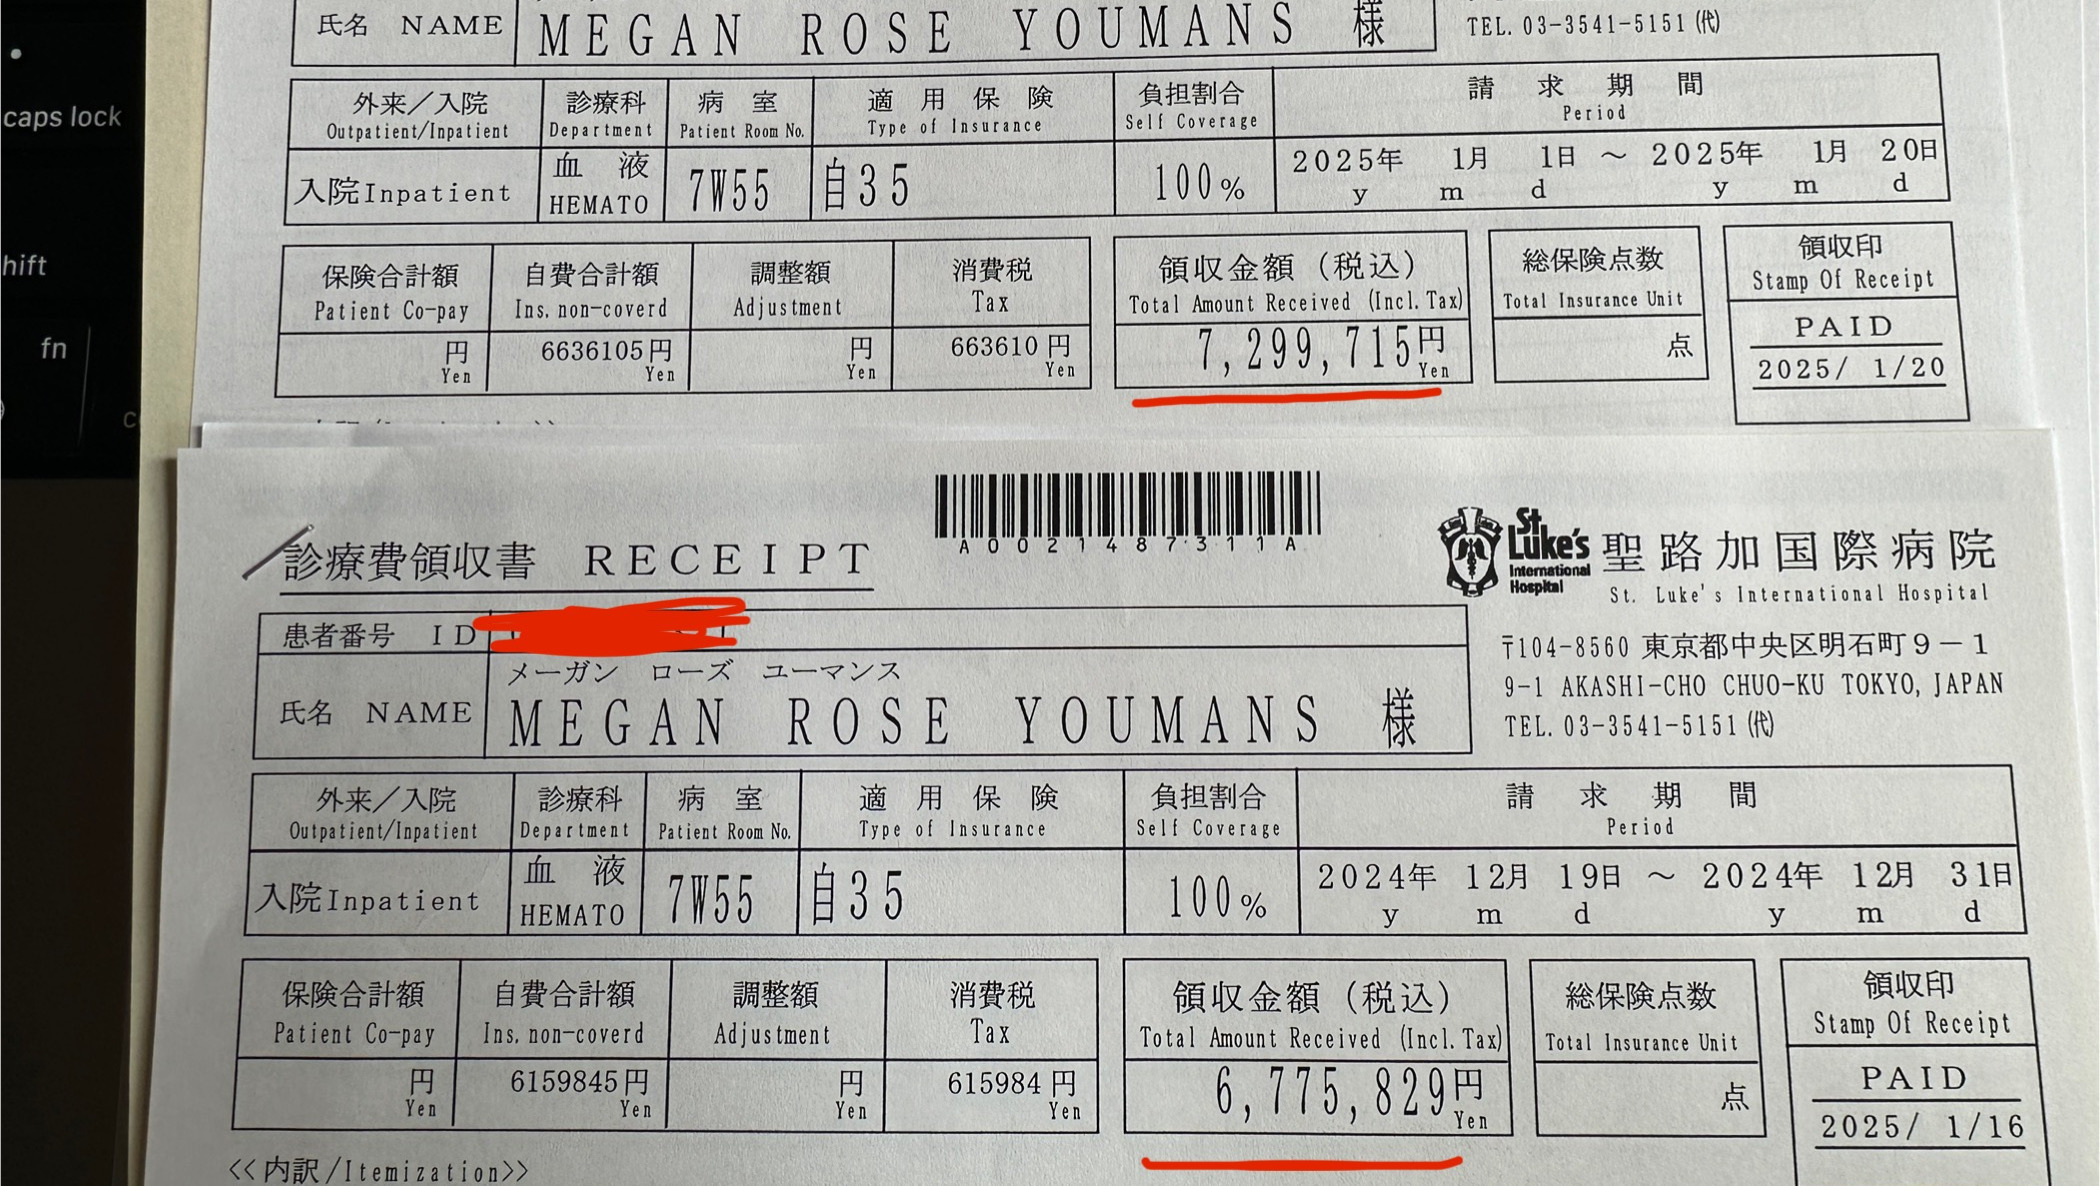 caps lock
hift
fn
氏名 NAME MEGAN ROSE YOUMANS 様
TEL. 03-3541-5151 (代)
外来／入院 診療科 病室 適用保険 負担割合 請求期間
Outpatient/Inpatient Department Patient Room No. Type of Insurance Self Coverage Period
入院Inpatient 血液 HEMATO 7W55 自35 100% 2025年 1月 1日 ～ 2025年 1月 20日
y m d y m d
保険合計額 自費合計額 調整額 消費税 領収金額（税込） 総保険点数 領収印
Patient Co-pay Ins. non-coverd Adjustment Tax Total Amount Received (Incl. Tax) Total Insurance Unit Stamp Of Receipt
円 6636105円 円 663610円 7,299,715円 点 PAID
Yen Yen Yen Yen Yen 2025/ 1/20
診療費領収書 RECEIPT
A0021487311A
St Luke's International Hospital
聖路加国際病院
St. Luke's International Hospital
患者番号 ID
〒104-8560 東京都中央区明石町９－１
9-1 AKASHI-CHO CHUO-KU TOKYO, JAPAN
TEL. 03-3541-5151 (代)
メーガン ローズ ユーマンス
氏名 NAME MEGAN ROSE YOUMANS 様
外来／入院 診療科 病室 適用保険 負担割合 請求期間
Outpatient/Inpatient Department Patient Room No. Type of Insurance Self Coverage Period
入院Inpatient 血液 HEMATO 7W55 自35 100% 2024年 12月 19日 ～ 2024年 12月 31日
y m d y m d
保険合計額 自費合計額 調整額 消費税 領収金額（税込） 総保険点数 領収印
Patient Co-pay Ins. non-coverd Adjustment Tax Total Amount Received (Incl. Tax) Total Insurance Unit Stamp Of Receipt
円 6159845円 円 615984円 6,775,829円 点 PAID
Yen Yen Yen Yen Yen 2025/ 1/16
<<内訳/Itemization>>